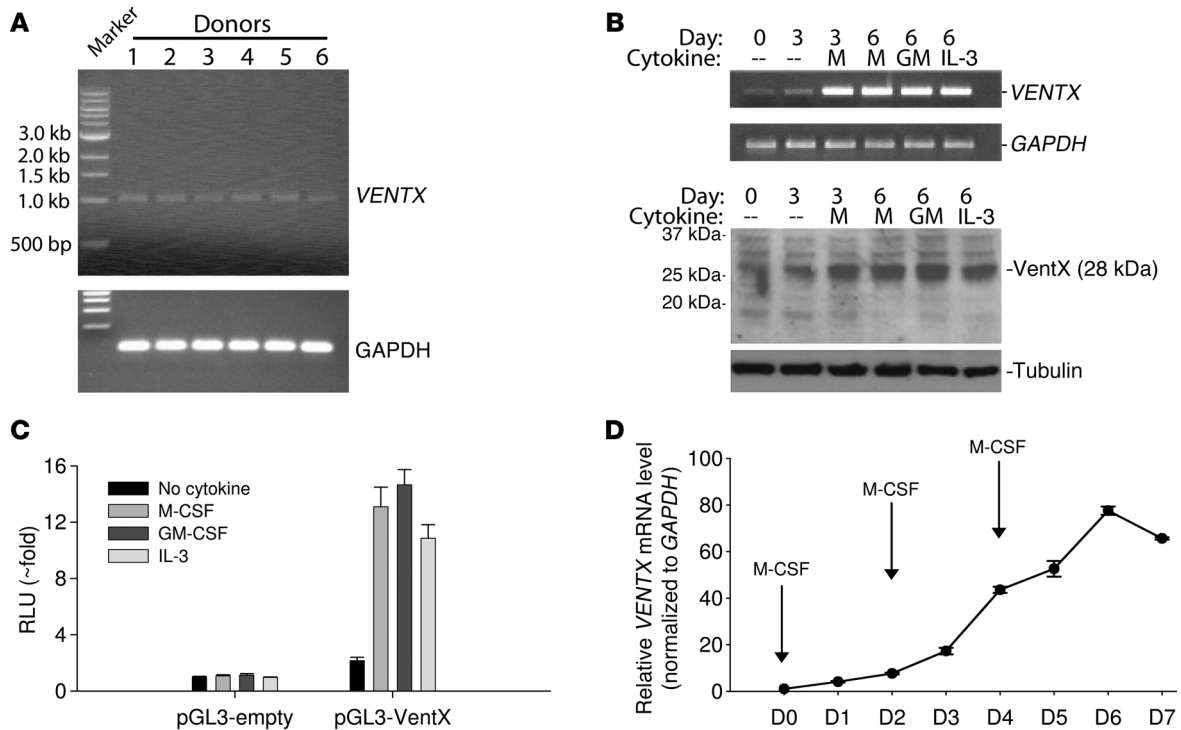 A
Marker
Donors
1 2 3 4 5 6
3.0 kb
2.0 kb
1.5 kb
1.0 kb
500 bp
VENTX
GAPDH
B
Day: 0 3 3 6 6 6
Cytokine: -- -- M M GM IL-3
-VENTX
-GAPDH
Day: 0 3 3 6 6 6
Cytokine: -- -- M M GM IL-3
37 kDa-
25 kDa-
20 kDa-
-VentX (28 kDa)
-Tubulin
C
RLU (~fold)
16
12
8
4
0
No cytokine
M-CSF
GM-CSF
IL-3
pGL3-empty pGL3-VentX
D
Relative VENTX mRNA level
(normalized to GAPDH)
100
80
60
40
20
0
M-CSF
M-CSF
M-CSF
D0 D1 D2 D3 D4 D5 D6 D7